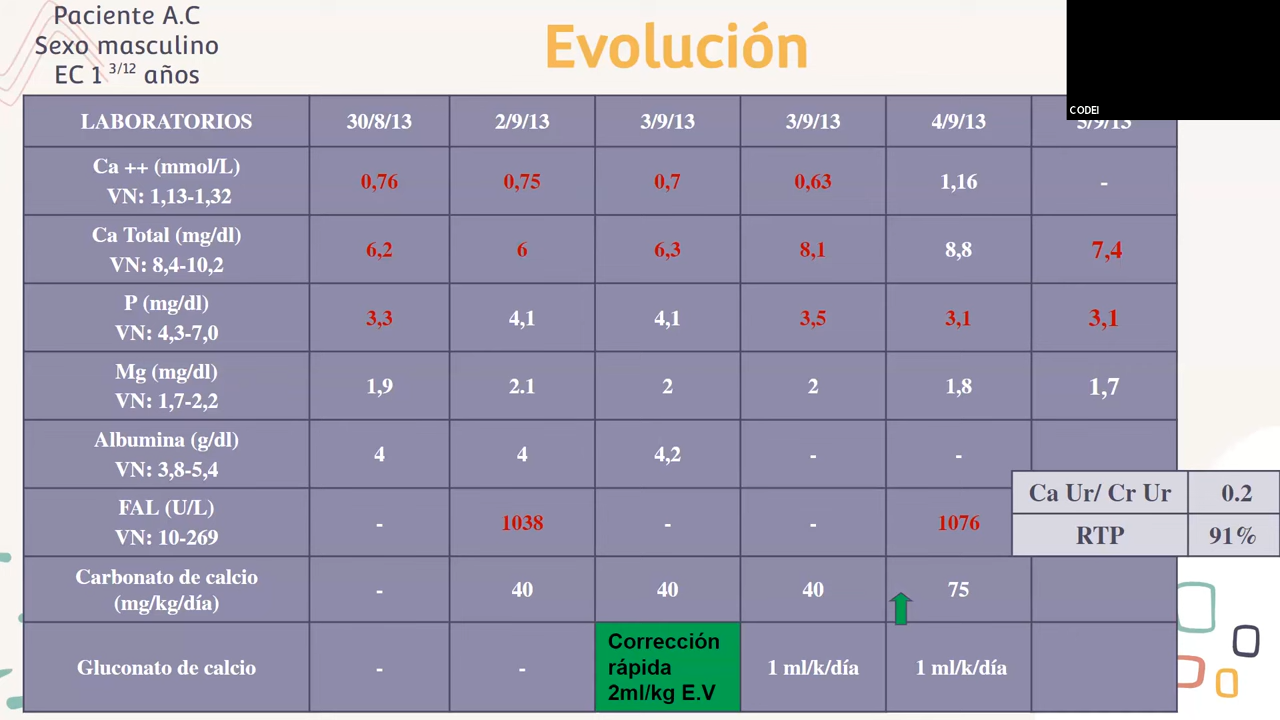 Paciente A.C
Sexo masculino
EC 1 3/12 años
Evolución
CODEI
LABORATORIOS 30/8/13 2/9/13 3/9/13 3/9/13 4/9/13 5/9/13
Ca ++ (mmol/L)
VN: 1,13-1,32
0,76 0,75 0,7 0,63 1,16 -
Ca Total (mg/dl)
VN: 8,4-10,2
6,2 6 6,3 8,1 8,8 7,4
P (mg/dl)
VN: 4,3-7,0
3,3 4,1 4,1 3,5 3,1 3,1
Mg (mg/dl)
VN: 1,7-2,2
1,9 2.1 2 2 1,8 1,7
Albumina (g/dl)
VN: 3,8-5,4
4 4 4,2 - -
FAL (U/L)
VN: 10-269
- 1038 - - 1076
Ca Ur/ Cr Ur 0.2
RTP 91%
Carbonato de calcio
(mg/kg/día)
- 40 40 40 75
Gluconato de calcio
- -
Corrección
rápida
2ml/kg E.V
1 ml/k/día 1 ml/k/día